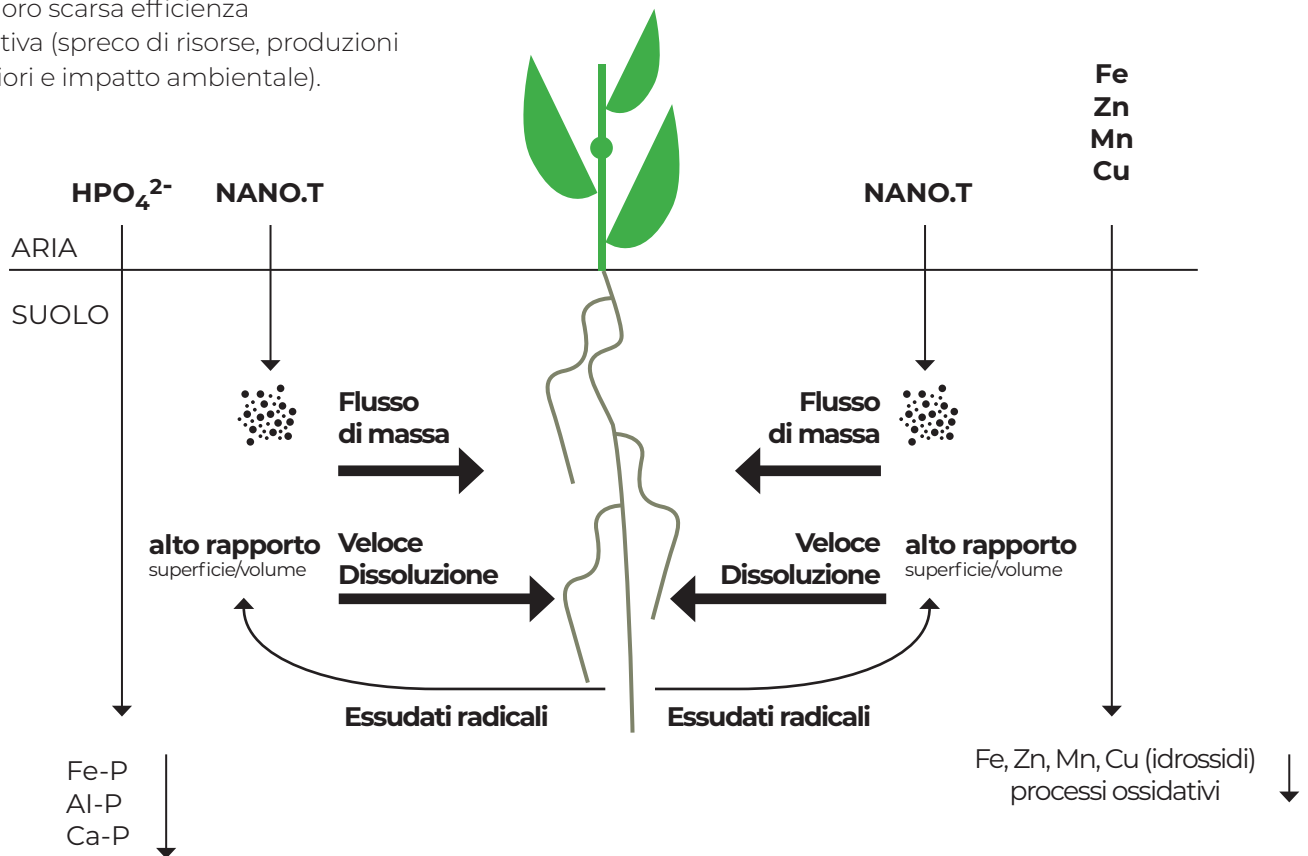 oro scarsa efficienza
tiva (spreco di risorse, produzioni
iori e impatto ambientale).
Fe
Zn
Mn
Cu
HPO₄²⁻ NANO.T
NANO.T
ARIA
SUOLO
Flusso
di massa
Flusso
di massa
alto rapporto
superficie/volume
Veloce
Dissoluzione
Veloce
Dissoluzione
alto rapporto
superficie/volume
Essudati radicali
Essudati radicali
Fe-P
Al-P
Ca-P
Fe, Zn, Mn, Cu (idrossidi)
processi ossidativi